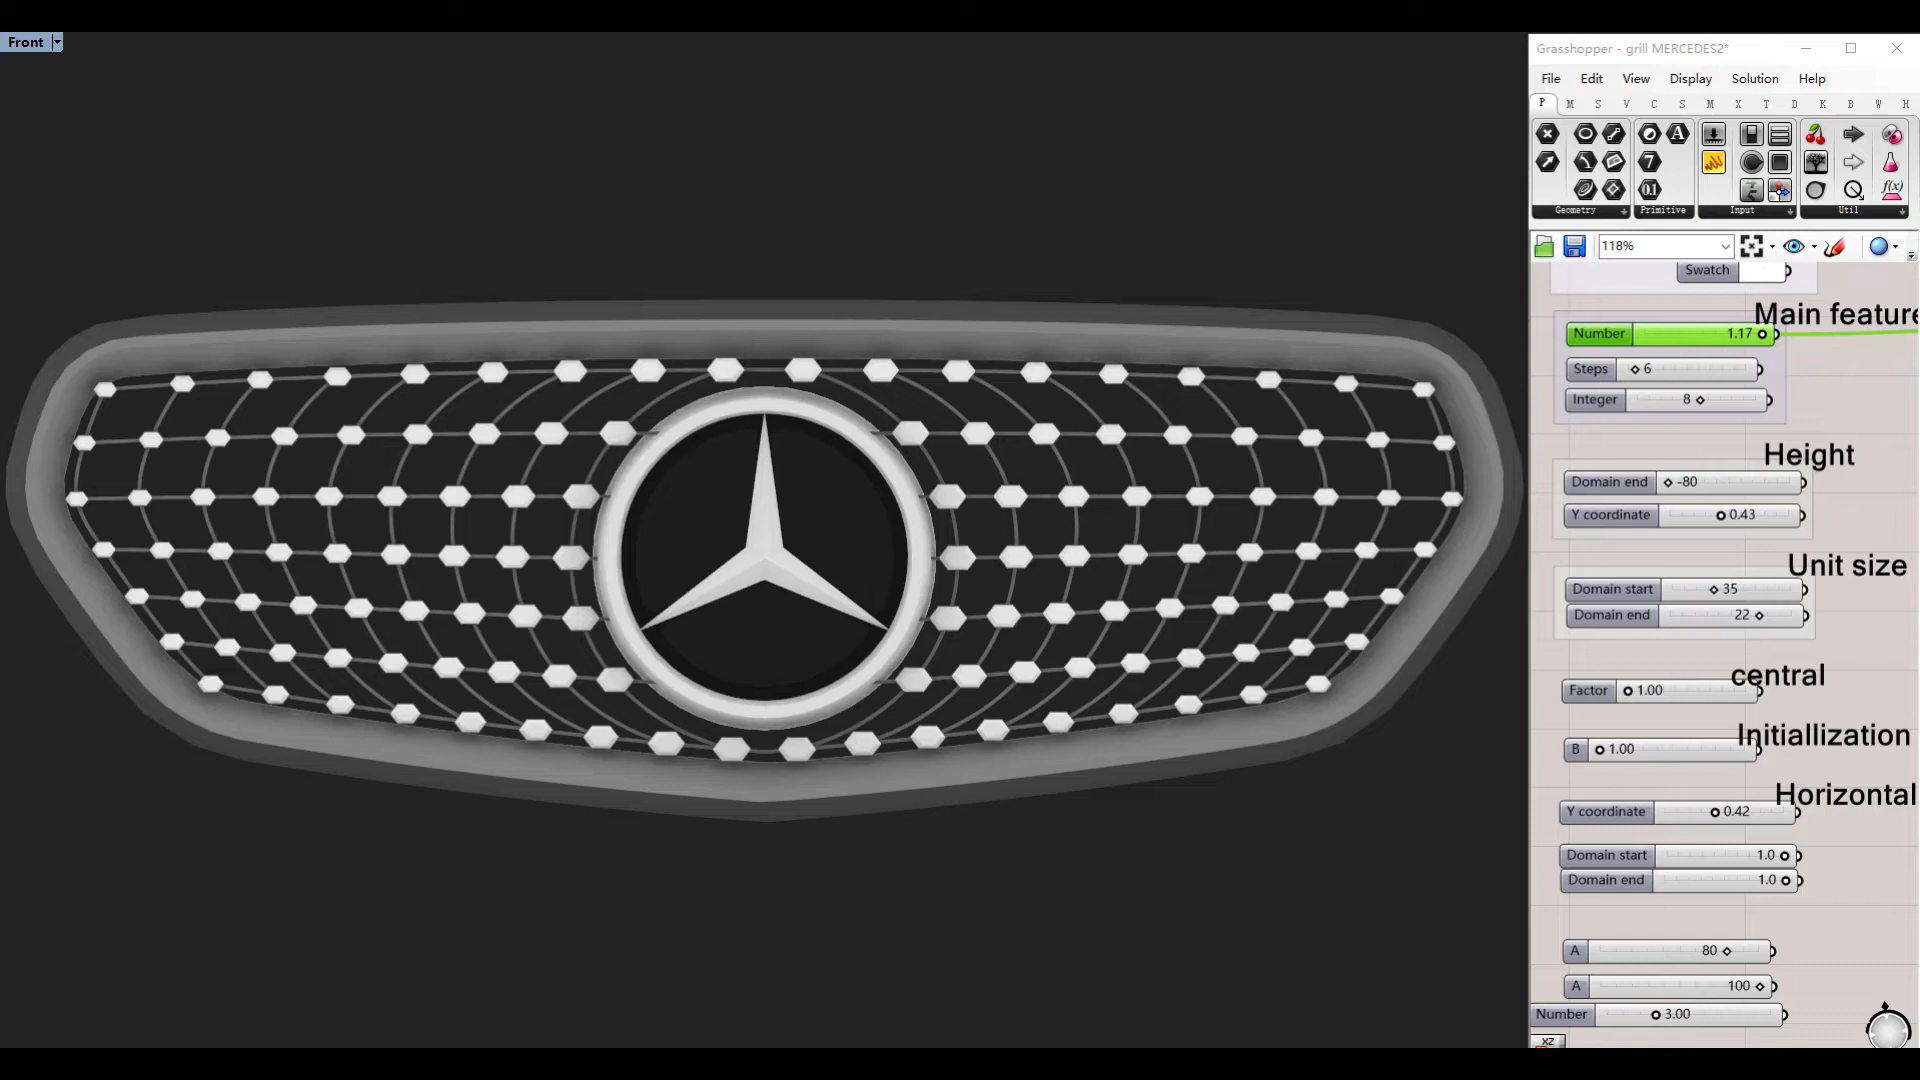 Front
Grasshopper - grill MERCEDES2*
File Edit View Display Solution Help
P M S V C S M X T D K B W H
Geometry Primitive Input Util
118%
Swatch
Main feature
Number 1.17
Steps 6
Integer 8
Height
Domain end -80
Y coordinate 0.43
Unit size
Domain start 35
Domain end 22
central
Factor 1.00
Initiallization
B 1.00
Horizontal
Y coordinate 0.42
Domain start 1.0
Domain end 1.0
A 80
A 100
Number 3.00
XZ